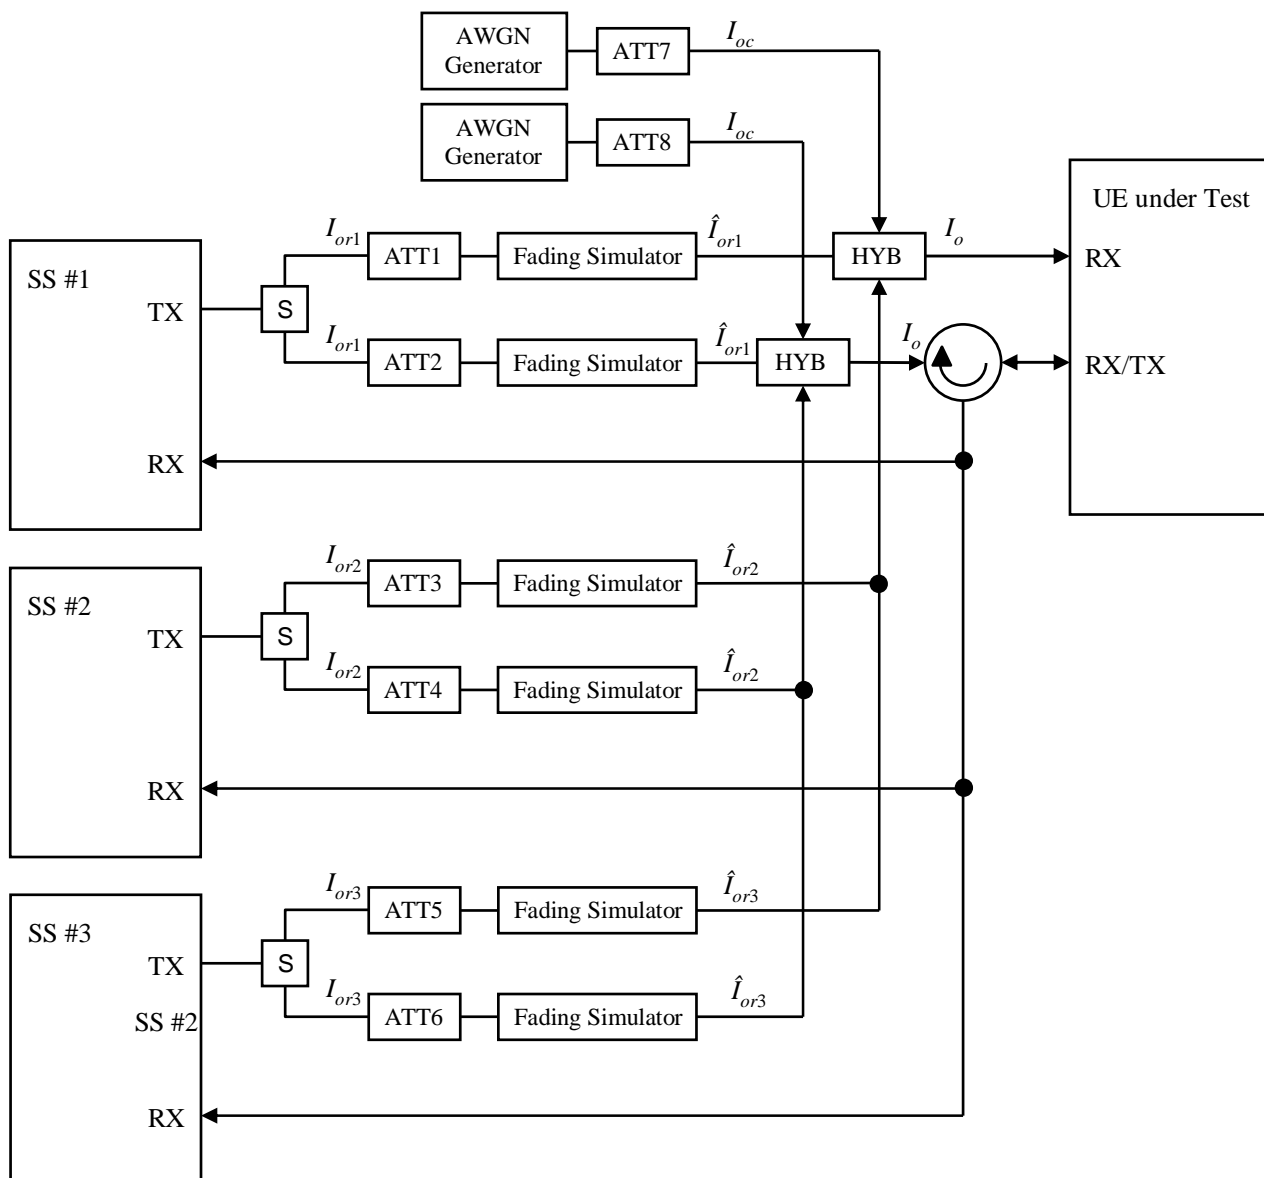 AWGN
Generator
ATT7
I_oc
AWGN
Generator
ATT8
I_oc
UE under Test
RX
RX/TX
SS #1
TX
RX
S
I_or1
ATT1
Fading Simulator
Î_or1
HYB
I_o
I_or1
ATT2
Fading Simulator
Î_or1
HYB
I_o
SS #2
TX
RX
S
I_or2
ATT3
Fading Simulator
Î_or2
I_or2
ATT4
Fading Simulator
Î_or2
SS #3
TX
SS #2
RX
S
I_or3
ATT5
Fading Simulator
Î_or3
I_or3
ATT6
Fading Simulator
Î_or3